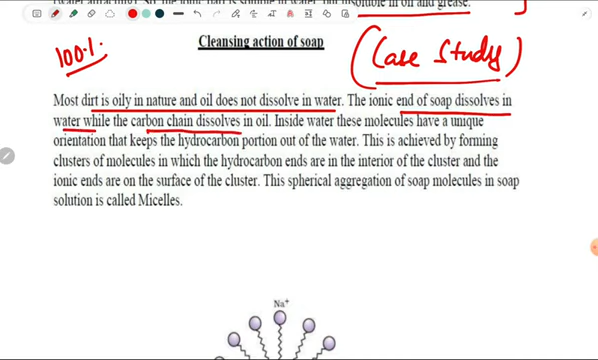 insoluble in oil and grease.
100%
Cleansing action of soap
(Case Study)
Most dirt is oily in nature and oil does not dissolve in water. The ionic end of soap dissolves in
water while the carbon chain dissolves in oil. Inside water these molecules have a unique
orientation that keeps the hydrocarbon portion out of the water. This is achieved by forming
clusters of molecules in which the hydrocarbon ends are in the interior of the cluster and the
ionic ends are on the surface of the cluster. This spherical aggregation of soap molecules in soap
solution is called Micelles.
Na+